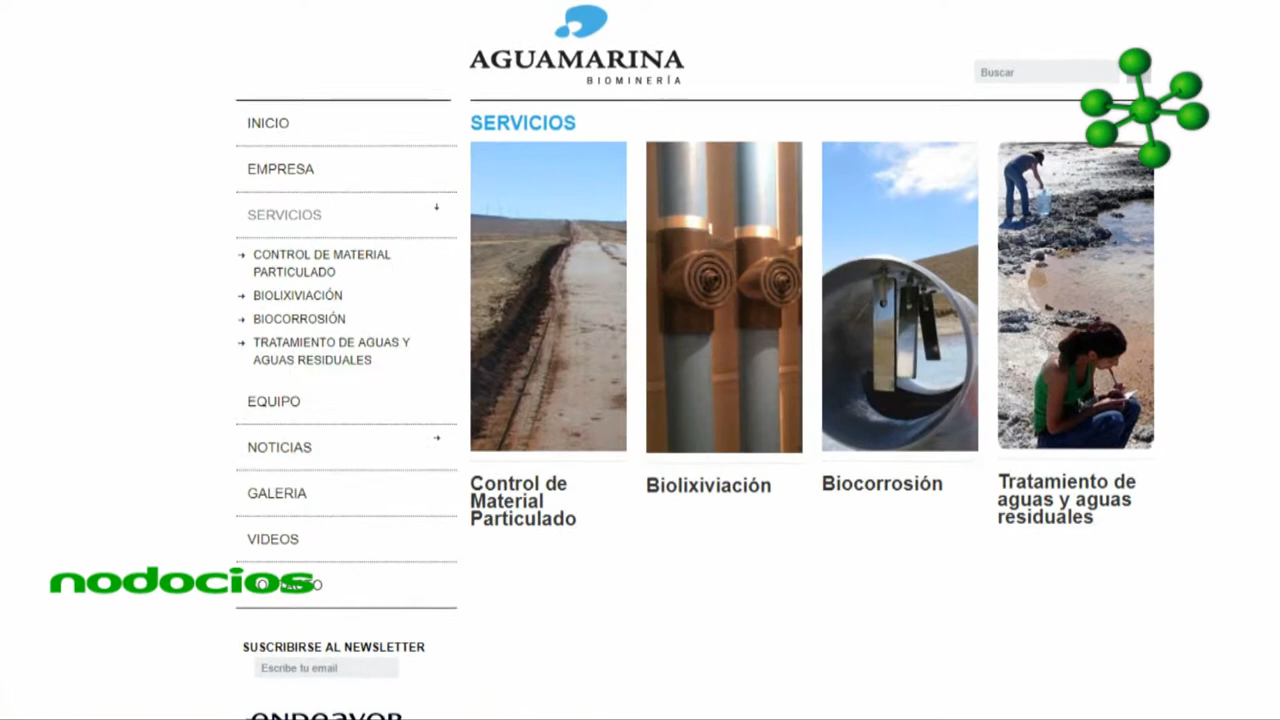 AGUAMARINA
BIOMINERÍA
Buscar
INICIO
EMPRESA
SERVICIOS
CONTROL DE MATERIAL
PARTICULADO
BIOLIXIVIACIÓN
BIOCORROSIÓN
TRATAMIENTO DE AGUAS Y
AGUAS RESIDUALES
EQUIPO
NOTICIAS
GALERIA
VIDEOS
nodocios
SUSCRIBIRSE AL NEWSLETTER
Escribe tu email
endeavor
SERVICIOS
Control de
Material
Particulado
Biolixiviación
Biocorrosión
Tratamiento de
aguas y aguas
residuales